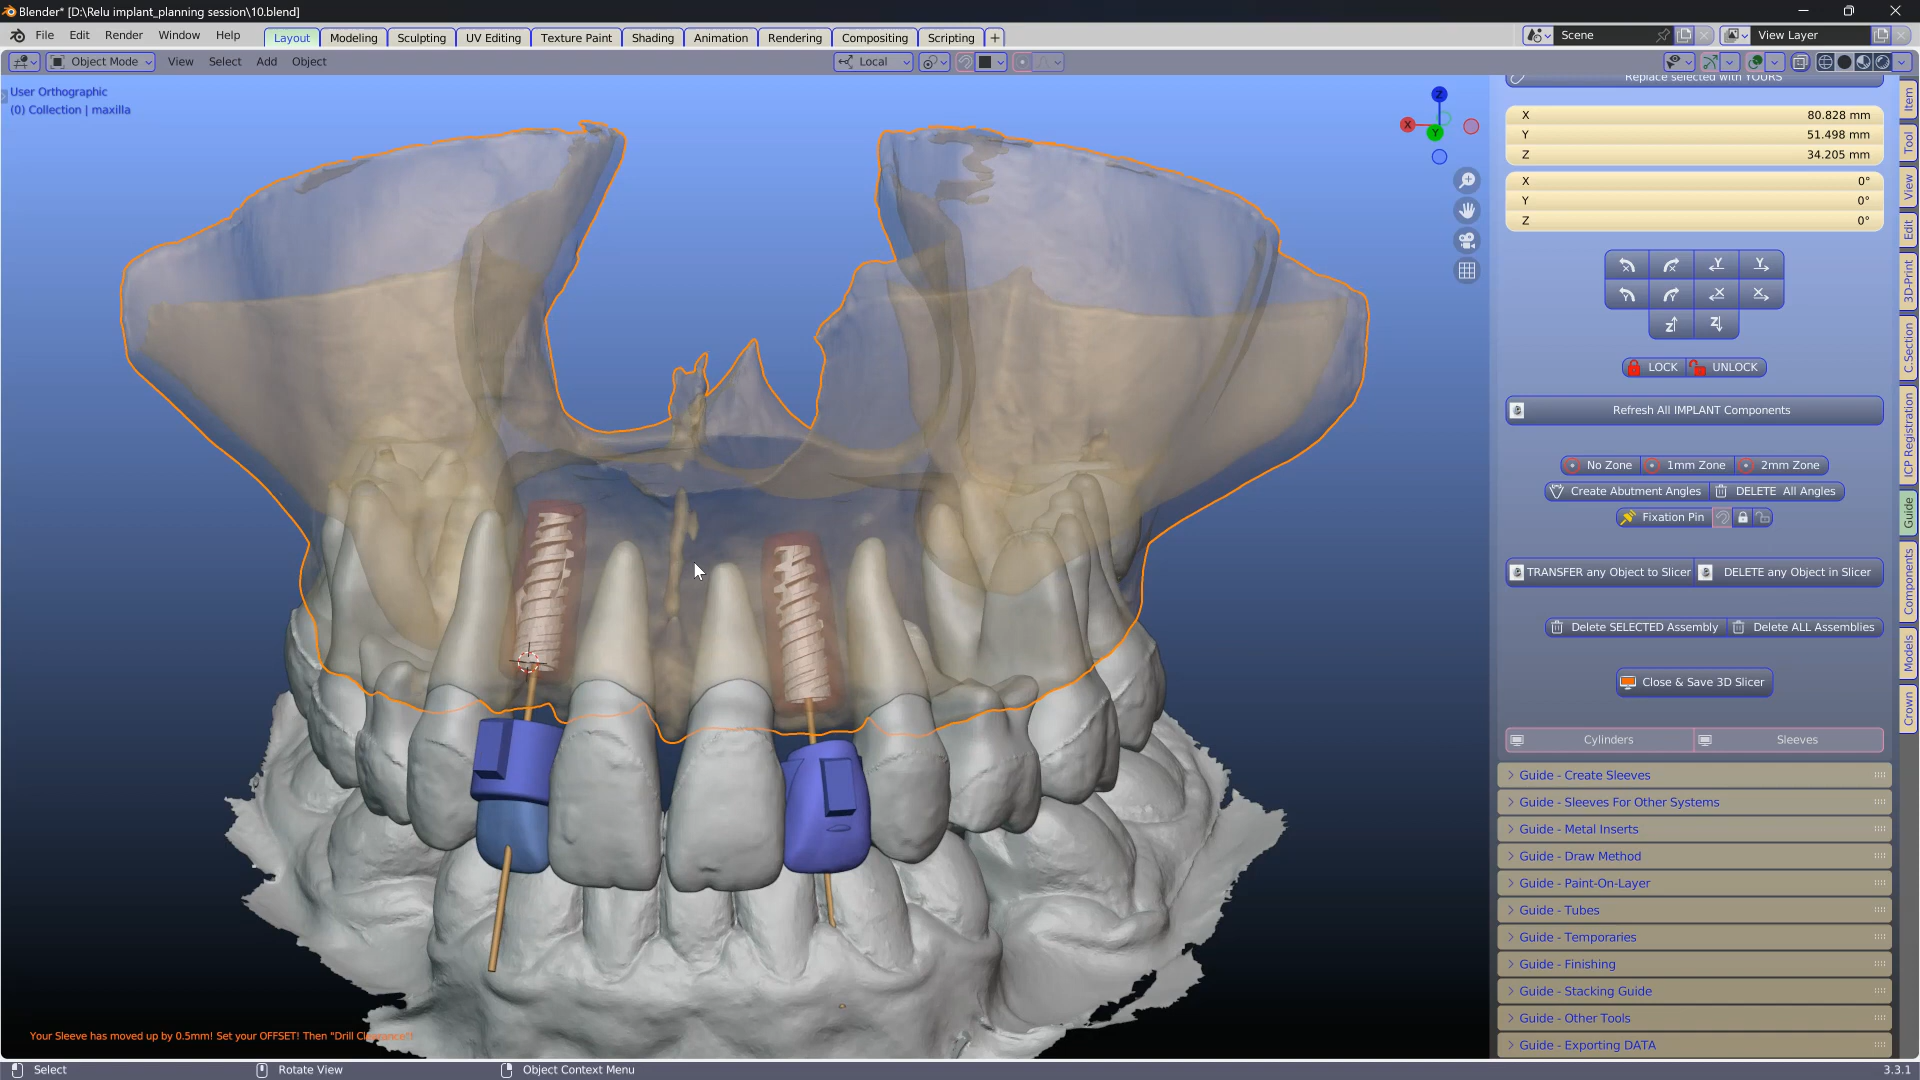 Blender* [D:\Relu implant_planning session\10.blend]
File Edit Render Window Help Layout Modeling Sculpting UV Editing Texture Paint Shading Animation Rendering Compositing Scripting + Scene View Layer
Object Mode View Select Add Object Local
User Orthographic
(0) Collection | maxilla
Z
X
Y
Replace selected with YOURS
X 80.828 mm
Y 51.498 mm
Z 34.205 mm
X 0°
Y 0°
Z 0°
X X Y Y
Y Y X X
Z Z
LOCK UNLOCK
Refresh All IMPLANT Components
No Zone 1mm Zone 2mm Zone
Create Abutment Angles DELETE All Angles
Fixation Pin
TRANSFER any Object to Slicer DELETE any Object in Slicer
Delete SELECTED Assembly Delete ALL Assemblies
Close & Save 3D Slicer
Cylinders Sleeves
Guide - Create Sleeves
Guide - Sleeves For Other Systems
Guide - Metal Inserts
Guide - Draw Method
Guide - Paint-On-Layer
Guide - Tubes
Guide - Temporaries
Guide - Finishing
Guide - Stacking Guide
Guide - Other Tools
Guide - Exporting DATA
Item
Tool
View
Edit
3D-Print
C.Section
ICP Registration
Guide
Components
Models
Crown
Your Sleeve has moved up by 0.5mm! Set your OFFSET! Then "Drill Clearance"!
Select Rotate View Object Context Menu 3.3.1